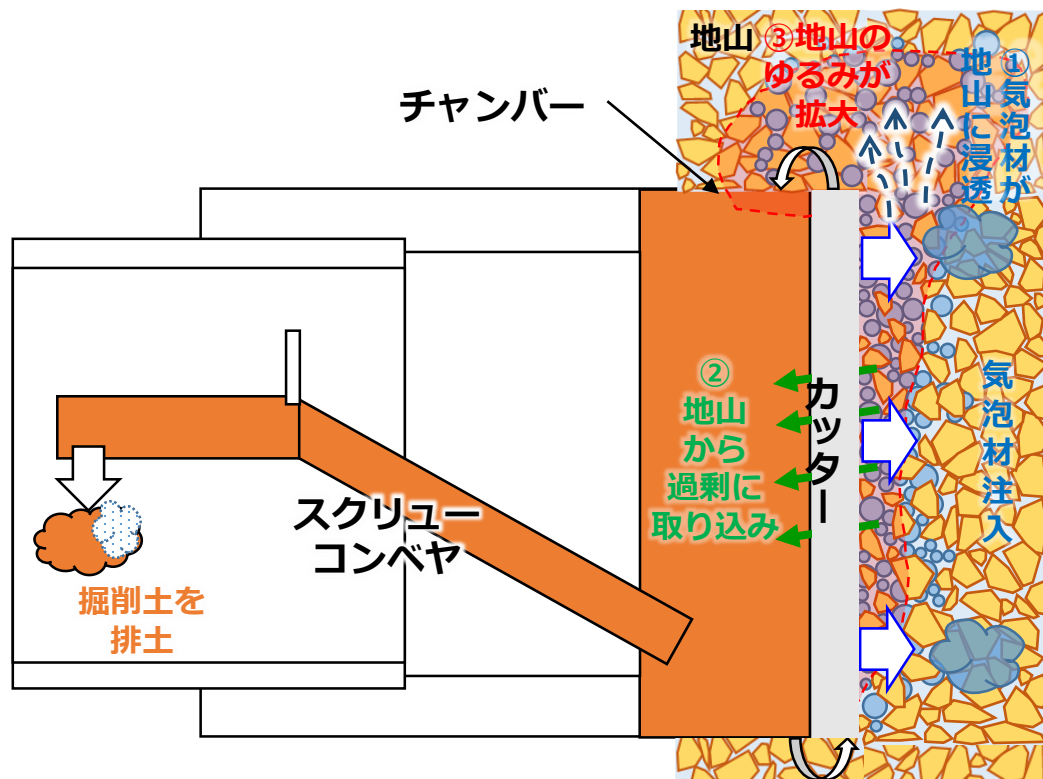 地山
③地山の
ゆるみが
拡大
①気泡材が
地山に浸透
チャンバー
②
地山
から
過剰に
取り込み
カッター
気泡材注入
スクリュー
コンベヤ
掘削土を
排土